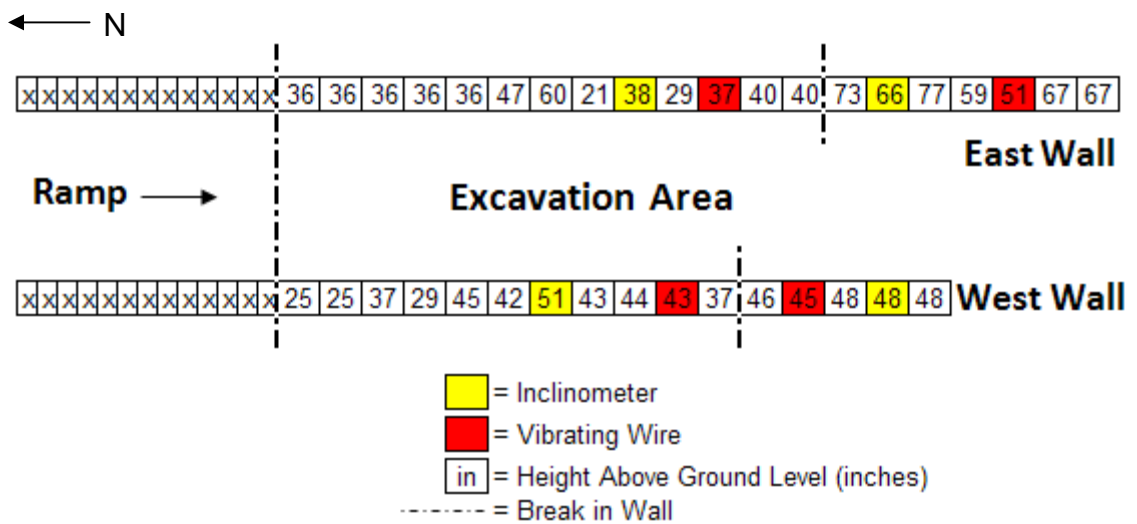 N
x x x x x x x x x x x x x 36 36 36 36 36 47 60 21 38 29 37 40 40 73 66 77 59 51 67 67
East Wall
Ramp
Excavation Area
x x x x x x x x x x x x x 25 25 37 29 45 42 51 43 44 43 37 46 45 48 48 48 West Wall
= Inclinometer
= Vibrating Wire
in = Height Above Ground Level (inches)
= Break in Wall